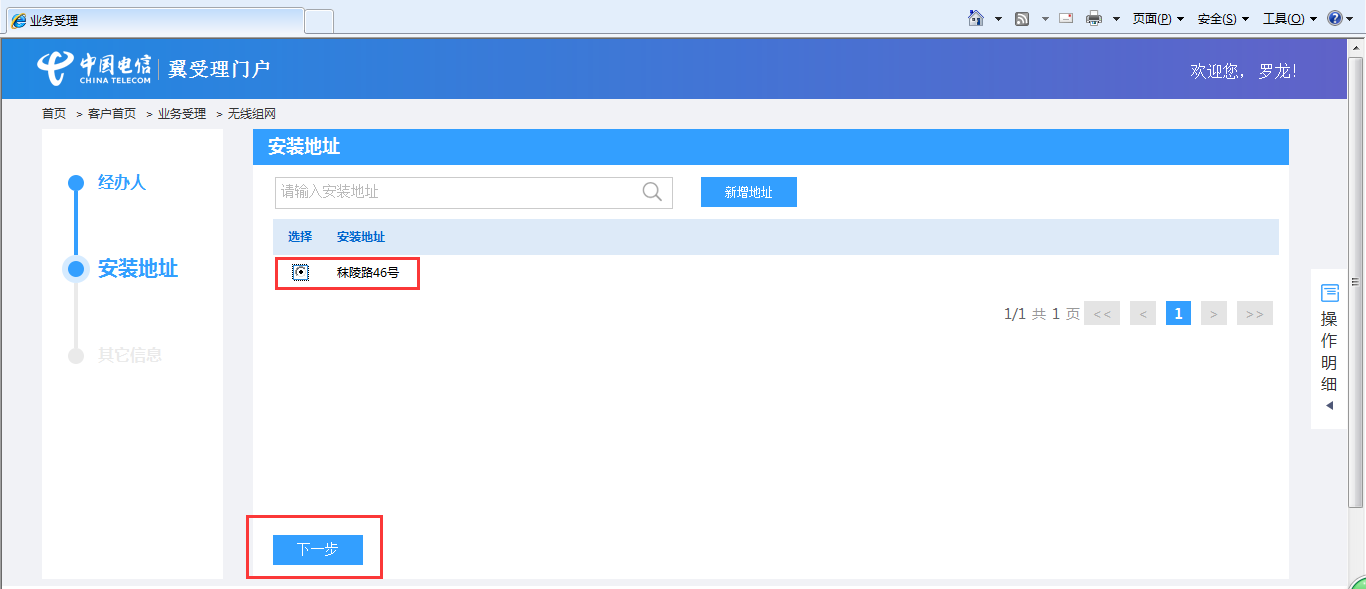 业务受理
页面(P) 安全(S) 工具(O)
中国电信 翼受理门户
CHINA TELECOM
欢迎您， 罗龙！
首页 > 客户首页 > 业务受理 > 无线组网
经办人
安装地址
其它信息
安装地址
请输入安装地址 新增地址
选择 安装地址
秣陵路46号
1/1 共 1 页 << < 1 > >>
下一步
操作明细